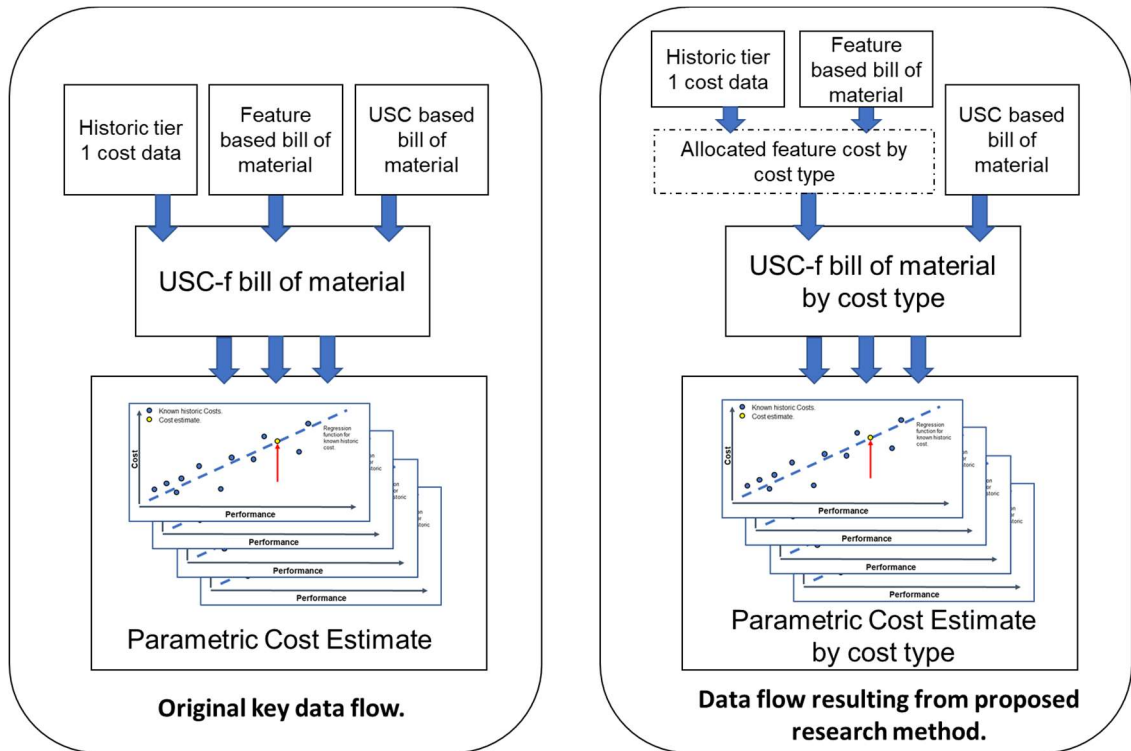 Historic tier
1 cost data
Feature
based bill of
material
USC based
bill of
material
USC-f bill of material
Known historic Costs.
Cost estimate.
Regression
function for
known historic
cost.
Cost
Performance
Performance
Performance
Performance
Parametric Cost Estimate
Original key data flow.
Historic tier
1 cost data
Feature
based bill of
material
Allocated feature cost by
cost type
USC based
bill of
material
USC-f bill of material
by cost type
Known historic Costs.
Cost estimate.
Regression
function for
known historic
cost.
Cost
Performance
Performance
Performance
Performance
Parametric Cost Estimate
by cost type
Data flow resulting from proposed
research method.